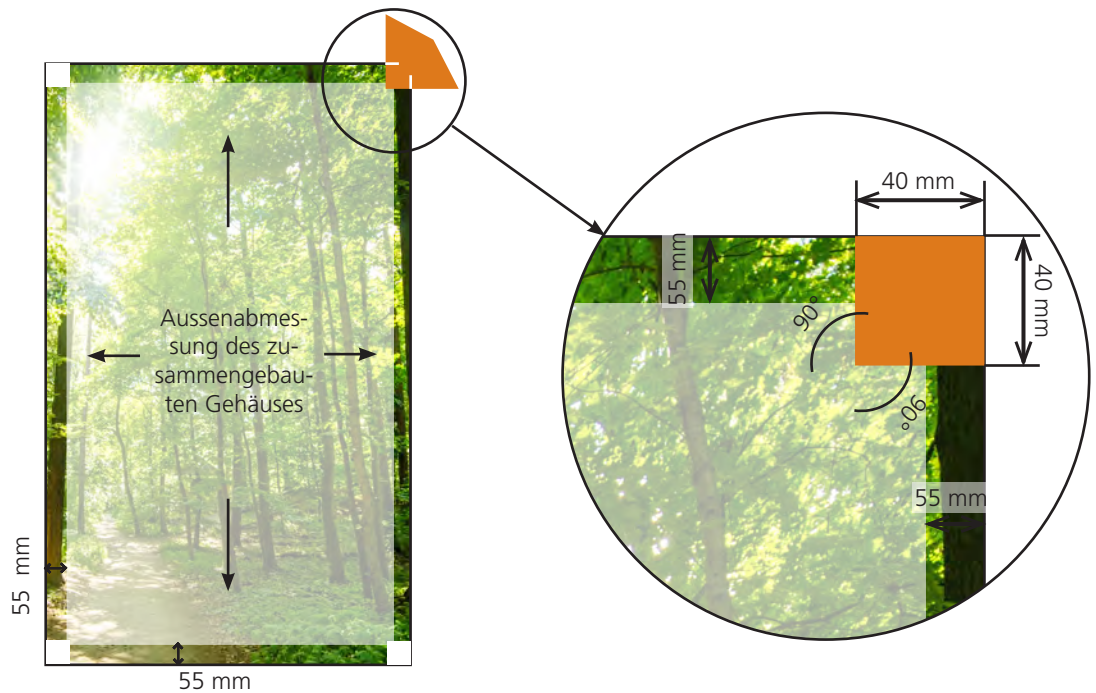 Aussenabmes-
sung des zu-
sammengebau-
ten Gehäuses
55 mm
55 mm
40 mm
40 mm
55 mm
90°
90°
55 mm